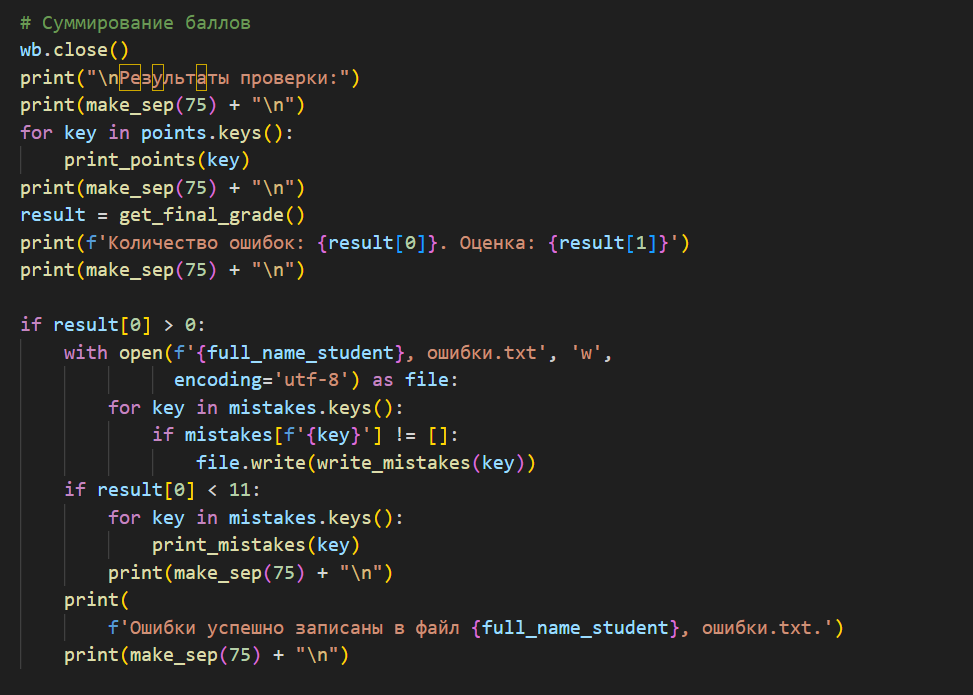 # Суммирование баллов
wb.close()
print("\nРезультаты проверки:")
print(make_sep(75) + "\n")
for key in points.keys():
    print_points(key)
print(make_sep(75) + "\n")
result = get_final_grade()
print(f'Количество ошибок: {result[0]}. Оценка: {result[1]}')
print(make_sep(75) + "\n")

if result[0] > 0:
    with open(f'{full_name_student}, ошибки.txt', 'w',
              encoding='utf-8') as file:
        for key in mistakes.keys():
            if mistakes[f'{key}'] != []:
                file.write(write_mistakes(key))
    if result[0] < 11:
        for key in mistakes.keys():
            print_mistakes(key)
        print(make_sep(75) + "\n")
    print(
        f'Ошибки успешно записаны в файл {full_name_student}, ошибки.txt.')
    print(make_sep(75) + "\n")